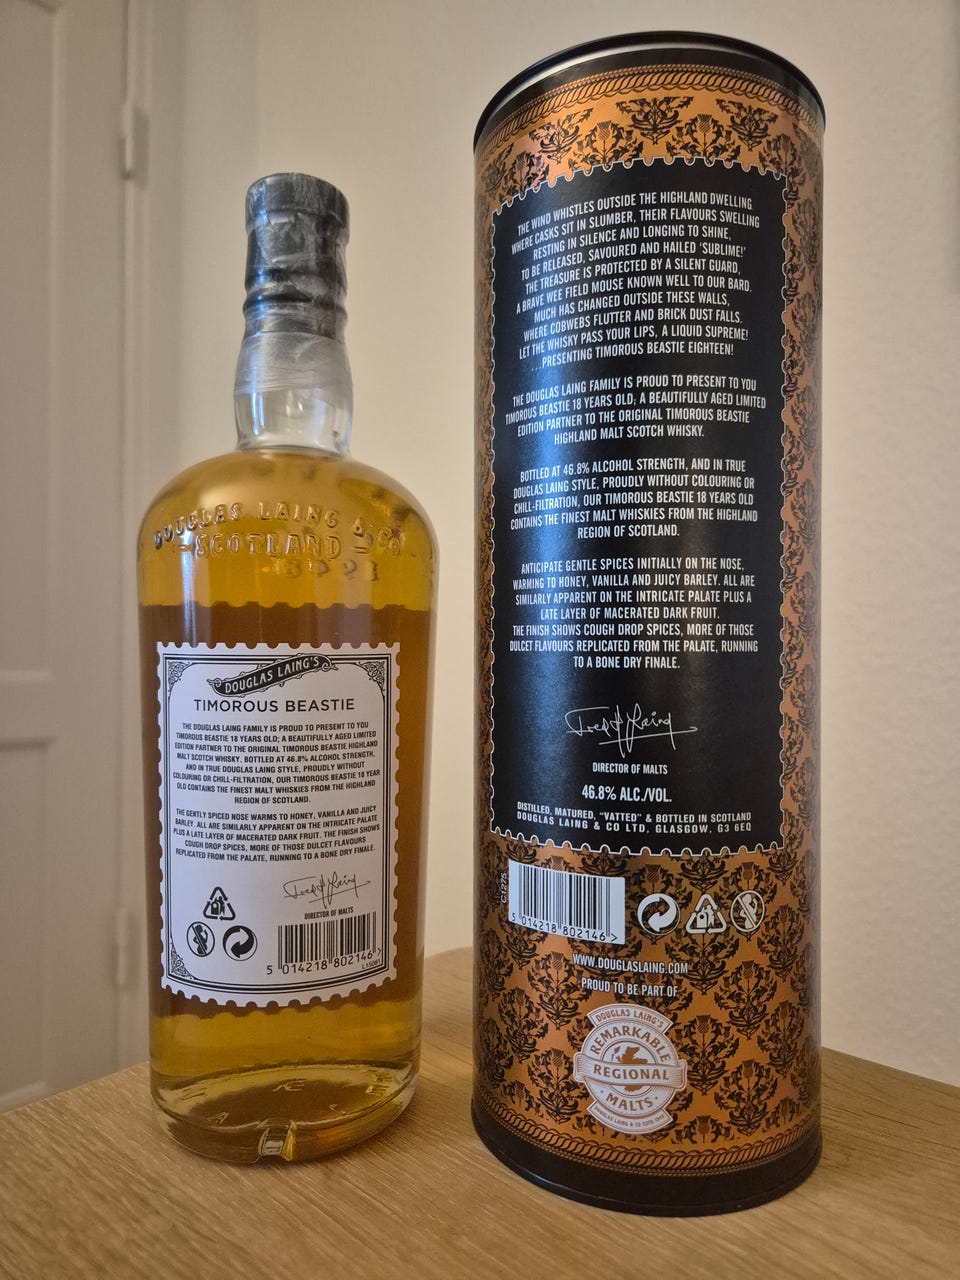 DOUGLAS LAING & CO
SCOTLAND
DOUGLAS LAING'S
TIMOROUS BEASTIE
THE DOUGLAS LAING FAMILY IS PROUD TO PRESENT TO YOU
TIMOROUS BEASTIE 18 YEARS OLD; A BEAUTIFULLY AGED LIMITED
EDITION PARTNER TO THE ORIGINAL TIMOROUS BEASTIE HIGHLAND
MALT SCOTCH WHISKY. BOTTLED AT 46.8% ALCOHOL STRENGTH,
AND IN TRUE DOUGLAS LAING STYLE, PROUDLY WITHOUT
COLOURING OR CHILL-FILTRATION, OUR TIMOROUS BEASTIE 18 YEAR
OLD CONTAINS THE FINEST MALT WHISKIES FROM THE HIGHLAND
REGION OF SCOTLAND.
THE GENTLY SPICED NOSE WARMS TO HONEY, VANILLA AND JUICY
BARLEY. ALL ARE SIMILARLY APPARENT ON THE INTRICATE PALATE
PLUS A LATE LAYER OF MACERATED DARK FRUIT. THE FINISH SHOWS
COUGH DROP SPICES, MORE OF THOSE DULCET FLAVOURS
REPLICATED FROM THE PALATE, RUNNING TO A BONE DRY FINALE.
Fred H Laing
DIRECTOR OF MALTS
5 014218 802146 >
THE WIND WHISTLES OUTSIDE THE HIGHLAND DWELLING
WHERE CASKS SIT IN SLUMBER, THEIR FLAVOURS SWELLING
RESTING IN SILENCE AND LONGING TO SHINE,
TO BE RELEASED, SAVOURED AND HAILED 'SUBLIME!'
THE TREASURE IS PROTECTED BY A SILENT GUARD,
A BRAVE WEE FIELD MOUSE KNOWN WELL TO OUR BARD.
MUCH HAS CHANGED OUTSIDE THESE WALLS,
WHERE COBWEBS FLUTTER AND BRICK DUST FALLS.
LET THE WHISKY PASS YOUR LIPS, A LIQUID SUPREME!
...PRESENTING TIMOROUS BEASTIE EIGHTEEN!
THE DOUGLAS LAING FAMILY IS PROUD TO PRESENT TO YOU
TIMOROUS BEASTIE 18 YEARS OLD; A BEAUTIFULLY AGED LIMITED
EDITION PARTNER TO THE ORIGINAL TIMOROUS BEASTIE
HIGHLAND MALT SCOTCH WHISKY.
BOTTLED AT 46.8% ALCOHOL STRENGTH, AND IN TRUE
DOUGLAS LAING STYLE, PROUDLY WITHOUT COLOURING OR
CHILL-FILTRATION, OUR TIMOROUS BEASTIE 18 YEARS OLD
CONTAINS THE FINEST MALT WHISKIES FROM THE HIGHLAND
REGION OF SCOTLAND.
ANTICIPATE GENTLE SPICES INITIALLY ON THE NOSE,
WARMING TO HONEY, VANILLA AND JUICY BARLEY. ALL ARE
SIMILARLY APPARENT ON THE INTRICATE PALATE PLUS A
LATE LAYER OF MACERATED DARK FRUIT.
THE FINISH SHOWS COUGH DROP SPICES, MORE OF THOSE
DULCET FLAVOURS REPLICATED FROM THE PALATE, RUNNING
TO A BONE DRY FINALE.
Fred H Laing
DIRECTOR OF MALTS
46.8% ALC./VOL.
DISTILLED, MATURED, "VATTED" & BOTTLED IN SCOTLAND
DOUGLAS LAING & CO LTD, GLASGOW, G3 6EQ
C1275
5 014218 802146 >
WWW.DOUGLASLAING.COM
PROUD TO BE PART OF
DOUGLAS LAING'S
REMARKABLE
REGIONAL
MALTS
DOUGLAS LAING & CO ESTD 1948